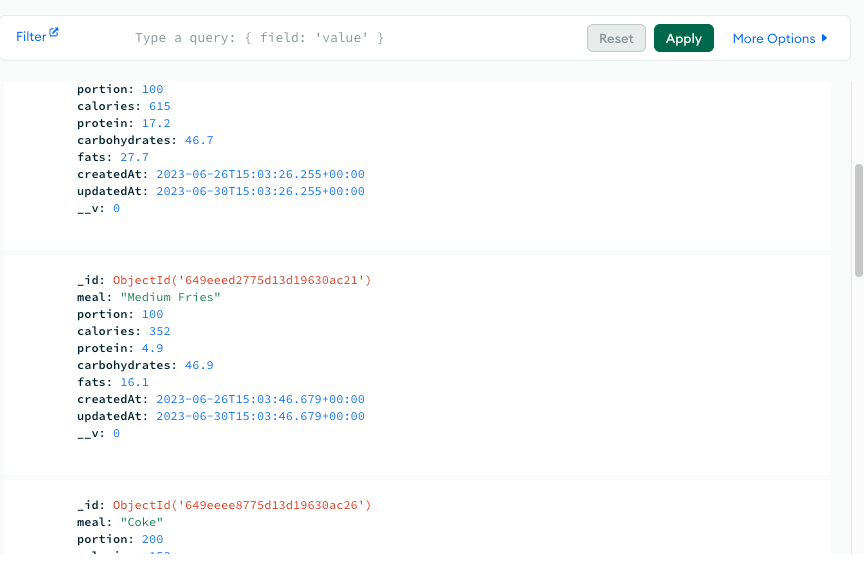 Filter
Type a query: { field: 'value' }
Reset
Apply
More Options
portion: 100
calories: 615
protein: 17.2
carbohydrates: 46.7
fats: 27.7
createdAt: 2023-06-26T15:03:26.255+00:00
updatedAt: 2023-06-30T15:03:26.255+00:00
__v: 0
_id: ObjectId('649eeed2775d13d19630ac21')
meal: "Medium Fries"
portion: 100
calories: 352
protein: 4.9
carbohydrates: 46.9
fats: 16.1
createdAt: 2023-06-26T15:03:46.679+00:00
updatedAt: 2023-06-30T15:03:46.679+00:00
__v: 0
_id: ObjectId('649eeee8775d13d19630ac26')
meal: "Coke"
portion: 200